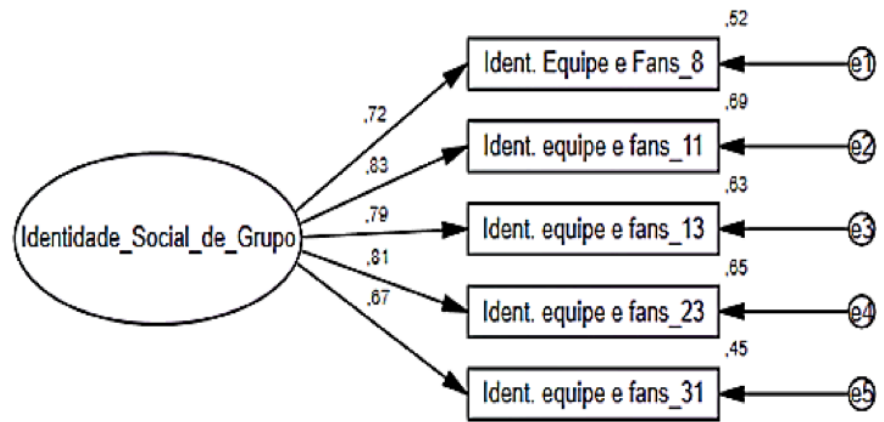 ,52
Ident. Equipe e Fans_8
e1
,72
,69
Ident. equipe e fans_11
e2
,83
,63
Ident. equipe e fans_13
e3
,79
Identidade_Social_de_Grupo
,81
,65
Ident. equipe e fans_23
e4
,67
,45
Ident. equipe e fans_31
e5